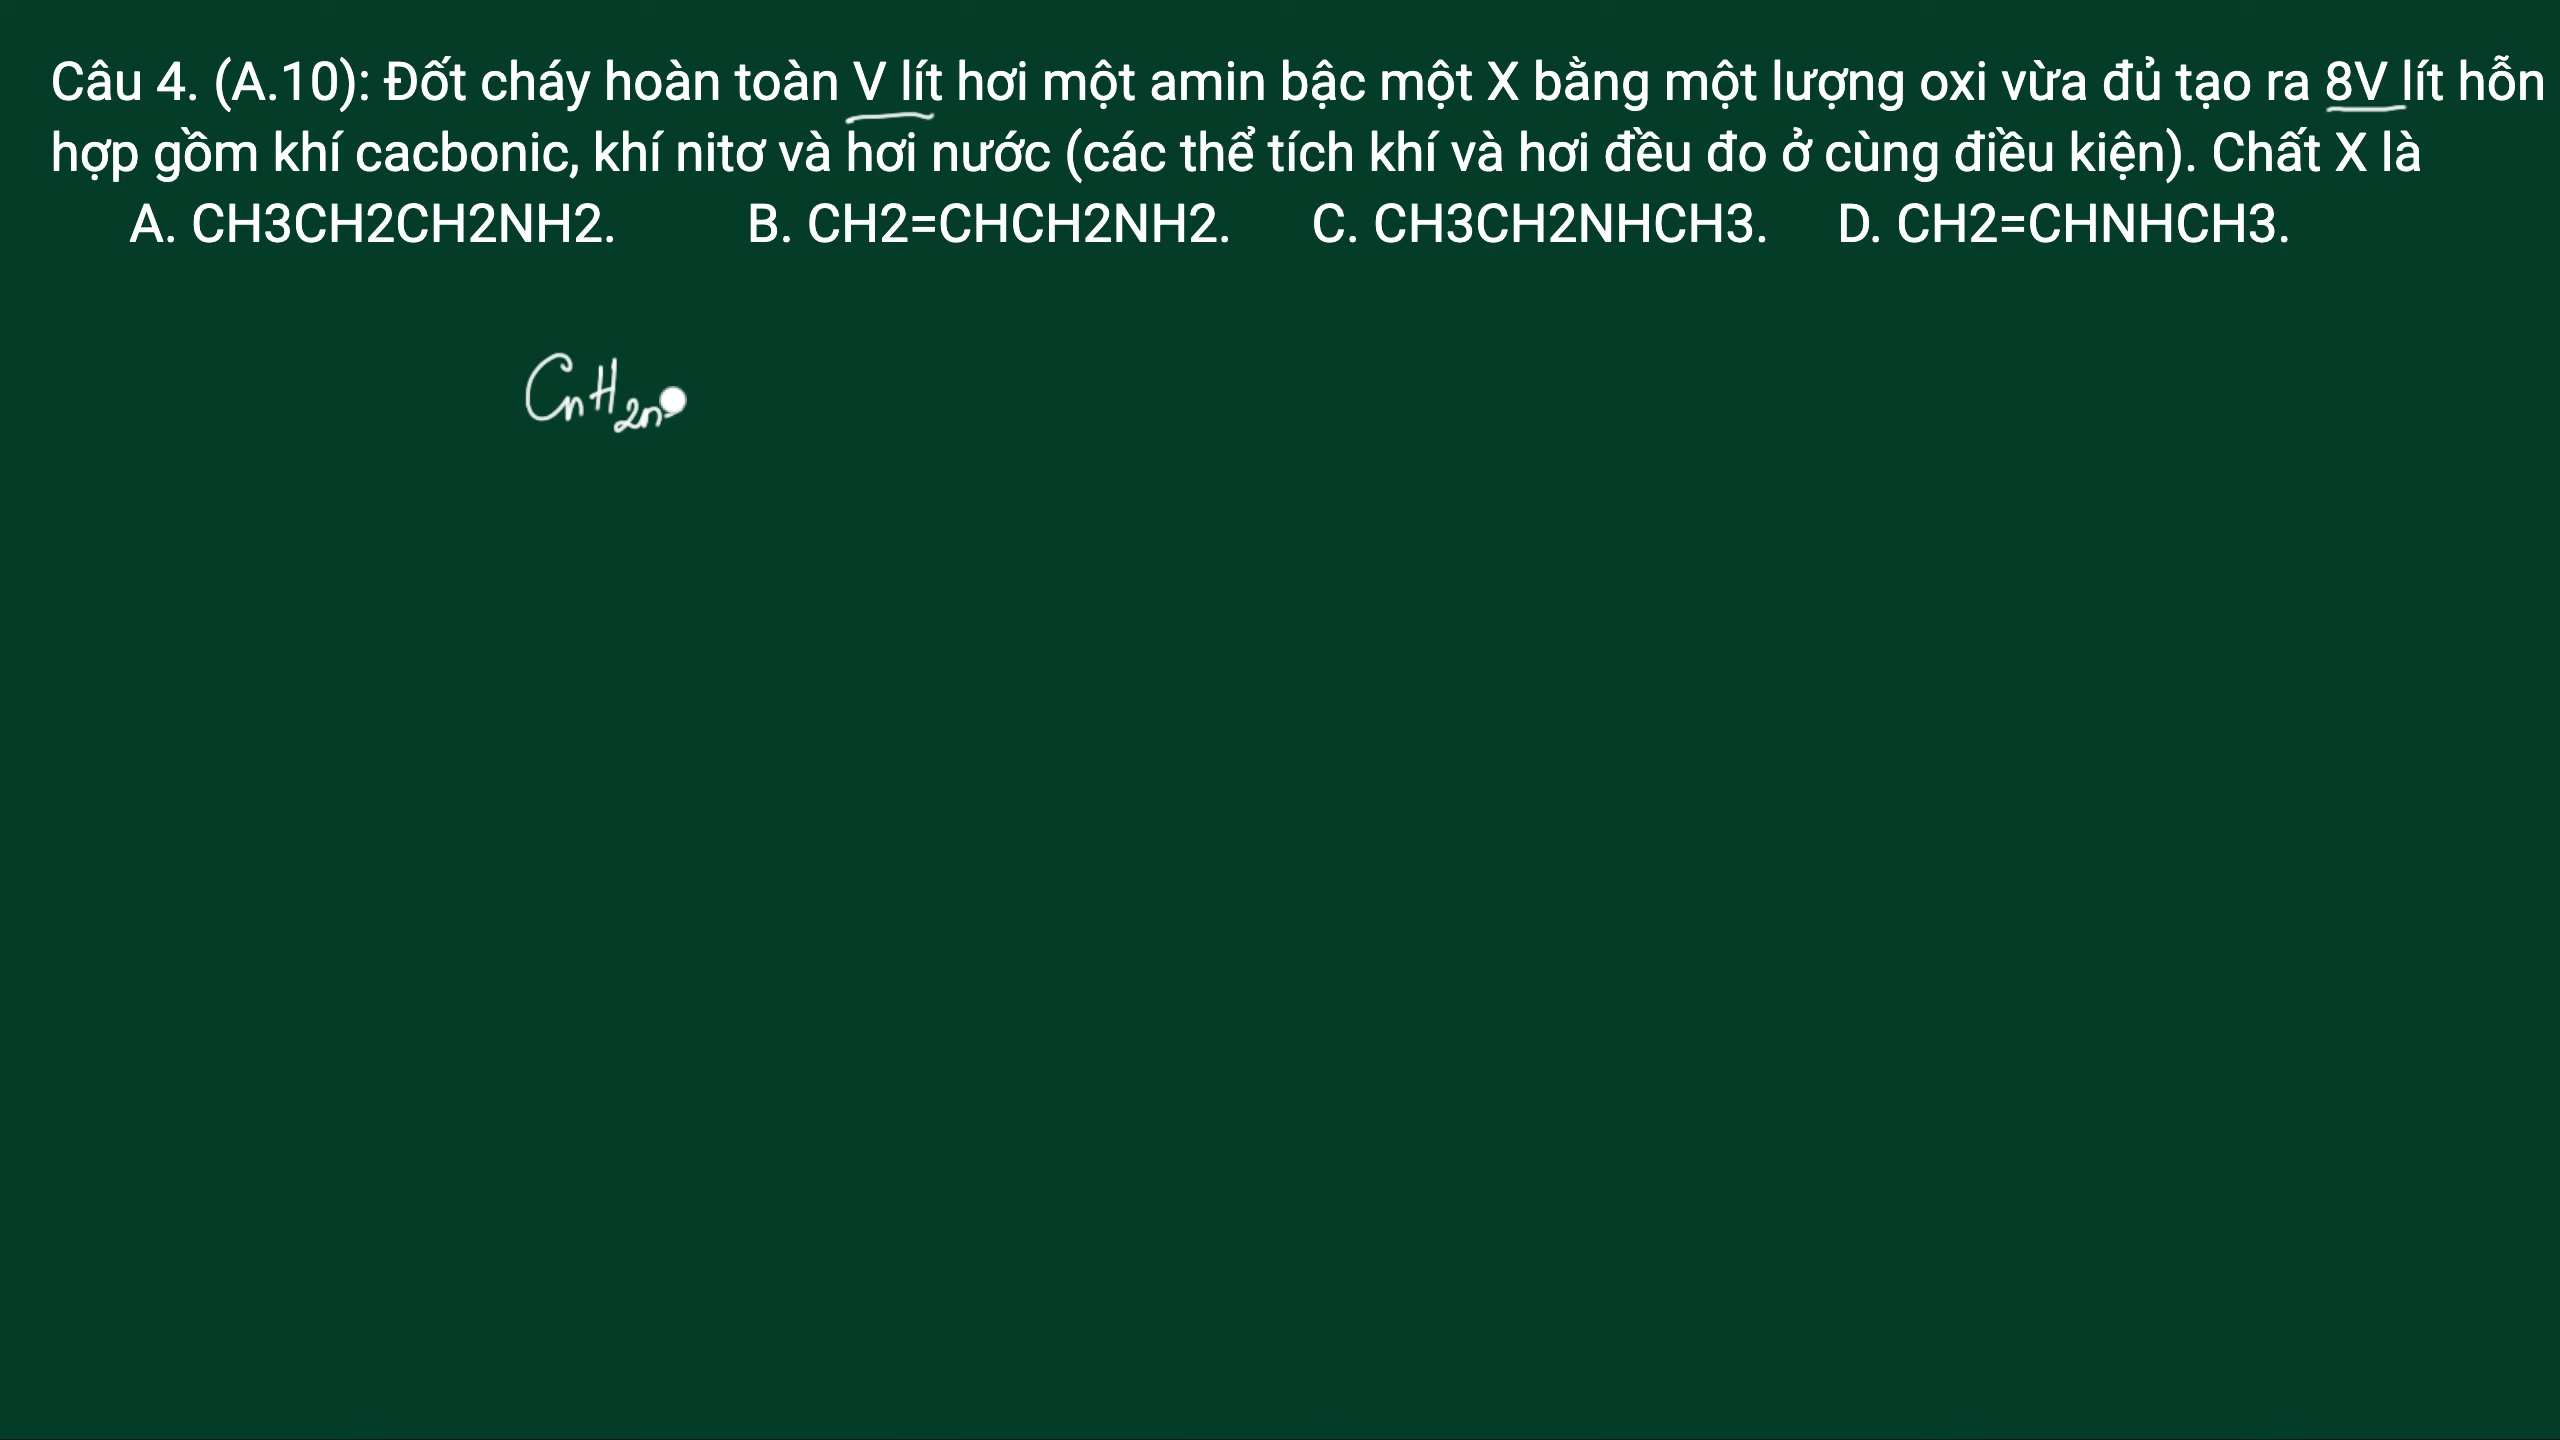 Câu 4. (A.10): Đốt cháy hoàn toàn V lít hơi một amin bậc một X bằng một lượng oxi vừa đủ tạo ra 8V lít hỗn
hợp gồm khí cacbonic, khí nitơ và hơi nước (các thể tích khí và hơi đều đo ở cùng điều kiện). Chất X là
A. CH3CH2CH2NH2. B. CH2=CHCH2NH2. C. CH3CH2NHCH3. D. CH2=CHNHCH3.
CnH2n